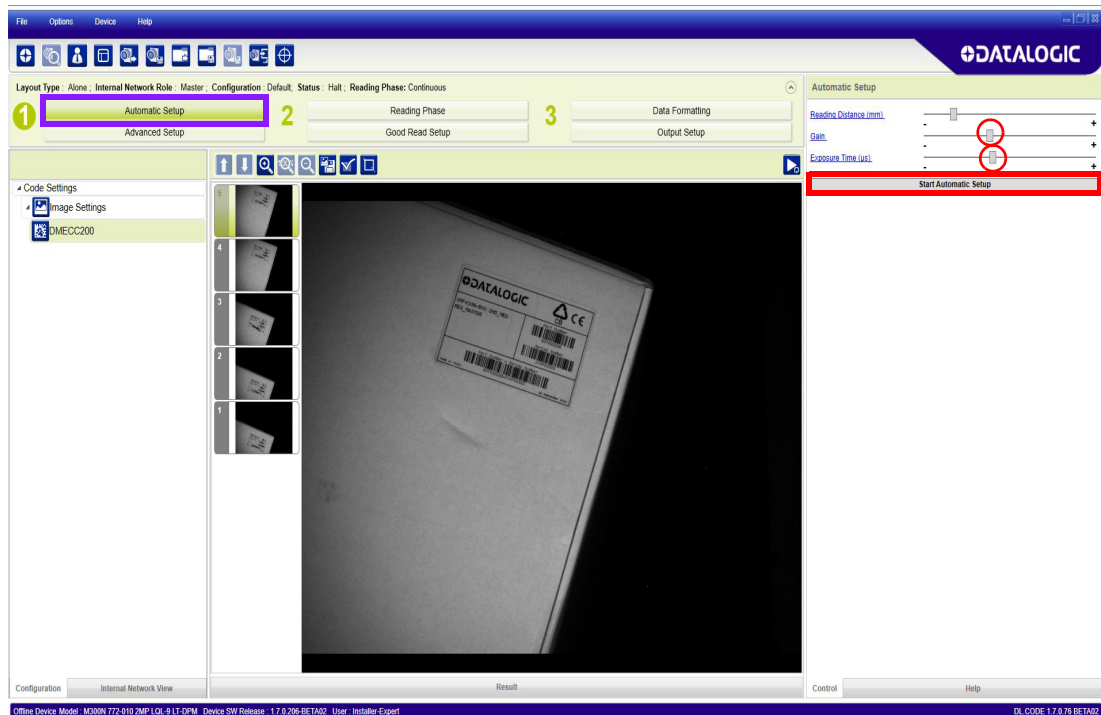 File Options Device Help
DATALOGIC
Layout Type : Alone ; Internal Network Role : Master ; Configuration : Default; Status : Halt ; Reading Phase: Continuous
Automatic Setup
1 Automatic Setup 2 Reading Phase 3 Data Formatting
Advanced Setup Good Read Setup Output Setup
Reading Distance (mm) - +
Gain - +
Exposure Time (µs) - +
Start Automatic Setup
Code Settings
Image Settings
DMECC200
5
4
3
2
1
DATALOGIC
CE
Configuration Internal Network View Result Control Help
Offline Device Model : M300N 772-010 2MP LQL-9 LT-DPM Device SW Release : 1.7.0.206-BETA02 User : Installer-Expert DL.CODE 1.7.0.76 BETA02